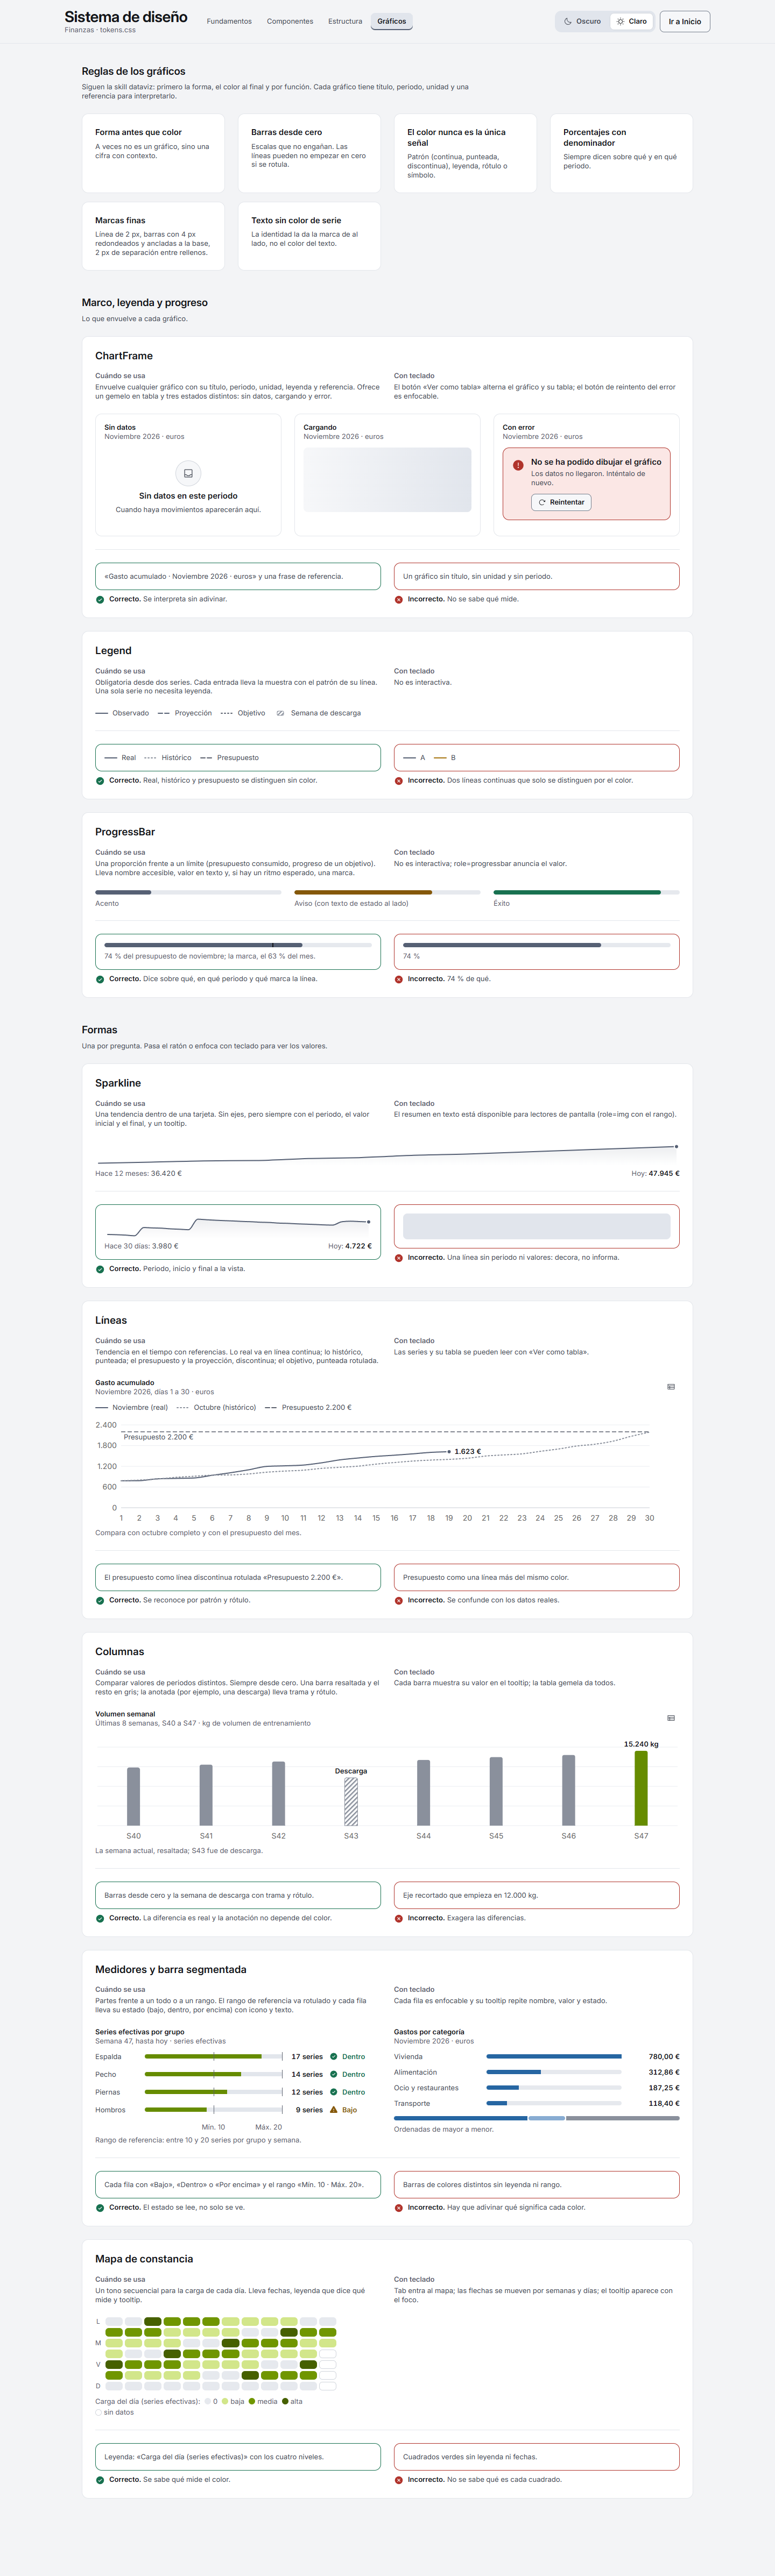 Sistema de diseño
Finanzas · tokens.css
Fundamentos
Componentes
Estructura
Gráficos
Oscuro
Claro
Ir a Inicio
Reglas de los gráficos
Siguen la skill dataviz: primero la forma, el color al final y por función. Cada gráfico tiene título, periodo, unidad y una
referencia para interpretarlo.
Forma antes que color
A veces no es un gráfico, sino una
cifra con contexto.
Barras desde cero
Escalas que no engañan. Las
líneas pueden no empezar en cero
si se rotula.
El color nunca es la única
señal
Patrón (continua, punteada,
discontinua), leyenda, rótulo o
símbolo.
Porcentajes con
denominador
Siempre dicen sobre qué y en qué
periodo.
Marcas finas
Línea de 2 px, barras con 4 px
redondeados y ancladas a la base,
2 px de separación entre rellenos.
Texto sin color de serie
La identidad la da la marca de al
lado, no el color del texto.
Marco, leyenda y progreso
Lo que envuelve a cada gráfico.
ChartFrame
Cuándo se usa
Envuelve cualquier gráfico con su título, periodo, unidad, leyenda y referencia. Ofrece
un gemelo en tabla y tres estados distintos: sin datos, cargando y error.
Con teclado
El botón «Ver como tabla» alterna el gráfico y su tabla; el botón de reintento del error
es enfocable.
Sin datos
Noviembre 2026 · euros
Sin datos en este periodo
Cuando haya movimientos aparecerán aquí.
Cargando
Noviembre 2026 · euros
Con error
Noviembre 2026 · euros
No se ha podido dibujar el gráfico
Los datos no llegaron. Inténtalo de
nuevo.
Reintentar
«Gasto acumulado · Noviembre 2026 · euros» y una frase de referencia.
Correcto. Se interpreta sin adivinar.
Un gráfico sin título, sin unidad y sin periodo.
Incorrecto. No se sabe qué mide.
Legend
Cuándo se usa
Obligatoria desde dos series. Cada entrada lleva la muestra con el patrón de su línea.
Una sola serie no necesita leyenda.
Con teclado
No es interactiva.
Observado
Proyección
Objetivo
Semana de descarga
Real
Histórico
Presupuesto
Correcto. Real, histórico y presupuesto se distinguen sin color.
A
B
Incorrecto. Dos líneas continuas que solo se distinguen por el color.
ProgressBar
Cuándo se usa
Una proporción frente a un límite (presupuesto consumido, progreso de un objetivo).
Lleva nombre accesible, valor en texto y, si hay un ritmo esperado, una marca.
Con teclado
No es interactiva; role=progressbar anuncia el valor.
Acento
Aviso (con texto de estado al lado)
Éxito
74 % del presupuesto de noviembre; la marca, el 63 % del mes.
Correcto. Dice sobre qué, en qué periodo y qué marca la línea.
74 %
Incorrecto. 74 % de qué.
Formas
Una por pregunta. Pasa el ratón o enfoca con teclado para ver los valores.
Sparkline
Cuándo se usa
Una tendencia dentro de una tarjeta. Sin ejes, pero siempre con el periodo, el valor
inicial y el final, y un tooltip.
Con teclado
El resumen en texto está disponible para lectores de pantalla (role=img con el rango).
Hace 12 meses: 36.420 €
Hoy: 47.945 €
Hace 30 días: 3.980 €
Hoy: 4.722 €
Correcto. Periodo, inicio y final a la vista.
Incorrecto. Una línea sin periodo ni valores: decora, no informa.
Líneas
Cuándo se usa
Tendencia en el tiempo con referencias. Lo real va en línea continua; lo histórico,
punteada; el presupuesto y la proyección, discontinua; el objetivo, punteada rotulada.
Con teclado
Las series y su tabla se pueden leer con «Ver como tabla».
Gasto acumulado
Noviembre 2026, días 1 a 30 · euros
Noviembre (real)
Octubre (histórico)
Presupuesto 2.200 €
2.400
Presupuesto 2.200 €
1.800
1.623 €
1.200
600
0
1 2 3 4 5 6 7 8 9 10 11 12 13 14 15 16 17 18 19 20 21 22 23 24 25 26 27 28 29 30
Compara con octubre completo y con el presupuesto del mes.
El presupuesto como línea discontinua rotulada «Presupuesto 2.200 €».
Correcto. Se reconoce por patrón y rótulo.
Presupuesto como una línea más del mismo color.
Incorrecto. Se confunde con los datos reales.
Columnas
Cuándo se usa
Comparar valores de periodos distintos. Siempre desde cero. Una barra resaltada y el
resto en gris; la anotada (por ejemplo, una descarga) lleva trama y rótulo.
Con teclado
Cada barra muestra su valor en el tooltip; la tabla gemela da todos.
Volumen semanal
Últimas 8 semanas, S40 a S47 · kg de volumen de entrenamiento
15.240 kg
Descarga
S40 S41 S42 S43 S44 S45 S46 S47
La semana actual, resaltada; S43 fue de descarga.
Barras desde cero y la semana de descarga con trama y rótulo.
Correcto. La diferencia es real y la anotación no depende del color.
Eje recortado que empieza en 12.000 kg.
Incorrecto. Exagera las diferencias.
Medidores y barra segmentada
Cuándo se usa
Partes frente a un todo o a un rango. El rango de referencia va rotulado y cada fila
lleva su estado (bajo, dentro, por encima) con icono y texto.
Con teclado
Cada fila es enfocable y su tooltip repite nombre, valor y estado.
Series efectivas por grupo
Semana 47, hasta hoy · series efectivas
Espalda 17 series Dentro
Pecho 14 series Dentro
Piernas 12 series Dentro
Hombros 9 series Bajo
Mín. 10 Máx. 20
Rango de referencia: entre 10 y 20 series por grupo y semana.
Gastos por categoría
Noviembre 2026 · euros
Vivienda 780,00 €
Alimentación 312,86 €
Ocio y restaurantes 187,25 €
Transporte 118,40 €
Ordenadas de mayor a menor.
Cada fila con «Bajo», «Dentro» o «Por encima» y el rango «Mín. 10 · Máx. 20».
Correcto. El estado se lee, no solo se ve.
Barras de colores distintos sin leyenda ni rango.
Incorrecto. Hay que adivinar qué significa cada color.
Mapa de constancia
Cuándo se usa
Un tono secuencial para la carga de cada día. Lleva fechas, leyenda que dice qué
mide y tooltip.
Con teclado
Tab entra al mapa; las flechas se mueven por semanas y días; el tooltip aparece con
el foco.
L
M
V
D
Carga del día (series efectivas): 0 baja media alta
sin datos
Leyenda: «Carga del día (series efectivas)» con los cuatro niveles.
Correcto. Se sabe qué mide el color.
Cuadrados verdes sin leyenda ni fechas.
Incorrecto. No se sabe qué es cada cuadrado.